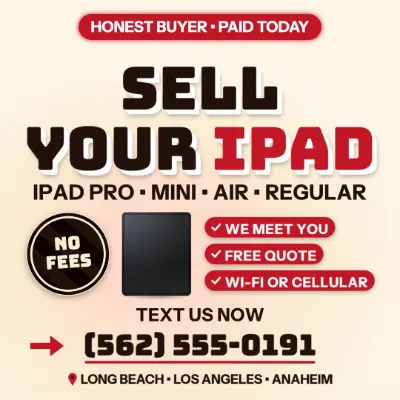 HONEST BUYER • PAID TODAY
SELL
YOUR IPAD
IPAD PRO • MINI • AIR • REGULAR
NO
FEES
WE MEET YOU
FREE QUOTE
WI-FI OR CELLULAR
TEXT US NOW
(562) 555-0191
LONG BEACH • LOS ANGELES • ANAHEIM